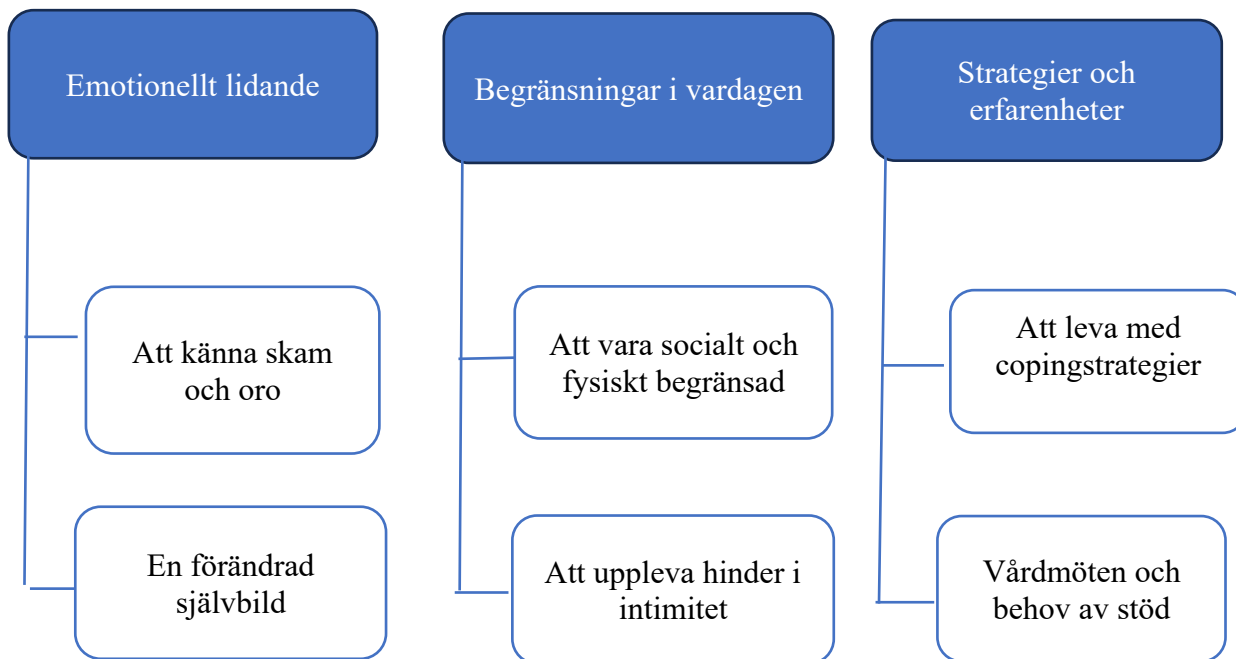 Emotionellt lidande
Begränsningar i vardagen
Strategier och
erfarenheter
Att känna skam
och oro
Att vara socialt och
fysiskt begränsad
Att leva med
copingstrategier
En förändrad
självbild
Att uppleva hinder i
intimitet
Vårdmöten och
behov av stöd